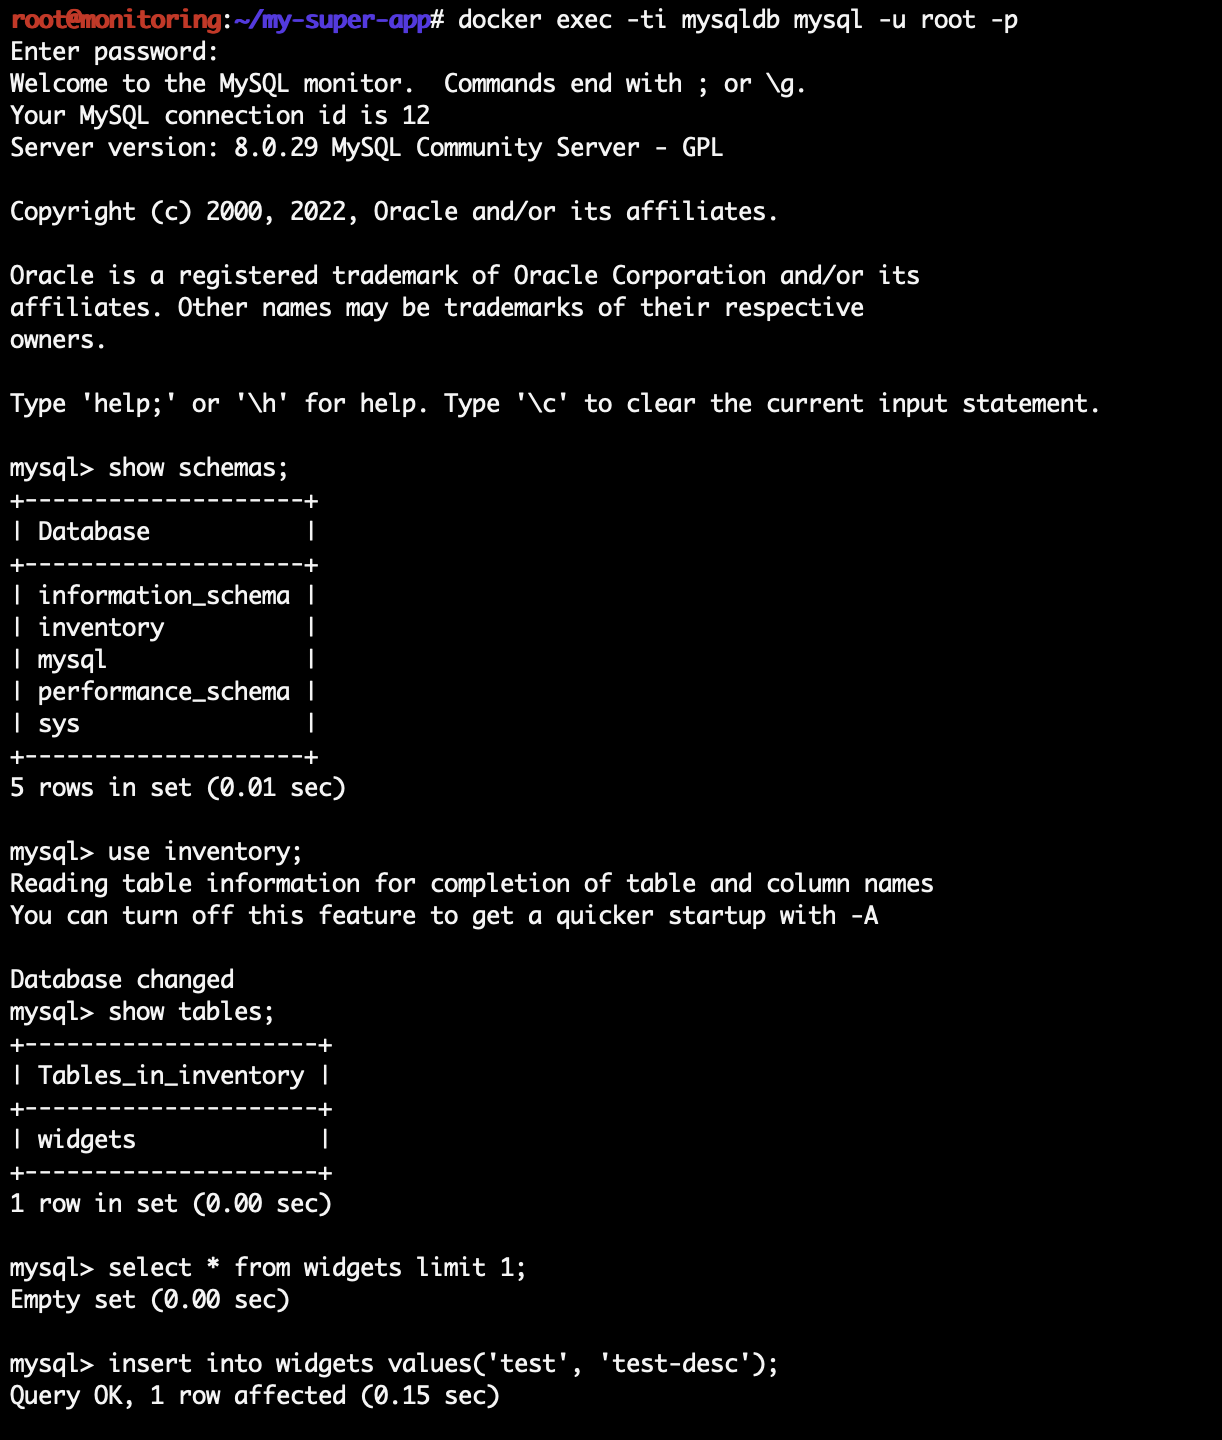 root@monitoring:~/my-super-app# docker exec -ti mysqldb mysql -u root -p
Enter password:
Welcome to the MySQL monitor.  Commands end with ; or \g.
Your MySQL connection id is 12
Server version: 8.0.29 MySQL Community Server - GPL

Copyright (c) 2000, 2022, Oracle and/or its affiliates.

Oracle is a registered trademark of Oracle Corporation and/or its
affiliates. Other names may be trademarks of their respective
owners.

Type 'help;' or '\h' for help. Type '\c' to clear the current input statement.

mysql> show schemas;
+--------------------+
| Database           |
+--------------------+
| information_schema |
| inventory          |
| mysql              |
| performance_schema |
| sys                |
+--------------------+
5 rows in set (0.01 sec)

mysql> use inventory;
Reading table information for completion of table and column names
You can turn off this feature to get a quicker startup with -A

Database changed
mysql> show tables;
+---------------------+
| Tables_in_inventory |
+---------------------+
| widgets             |
+---------------------+
1 row in set (0.00 sec)

mysql> select * from widgets limit 1;
Empty set (0.00 sec)

mysql> insert into widgets values('test', 'test-desc');
Query OK, 1 row affected (0.15 sec)